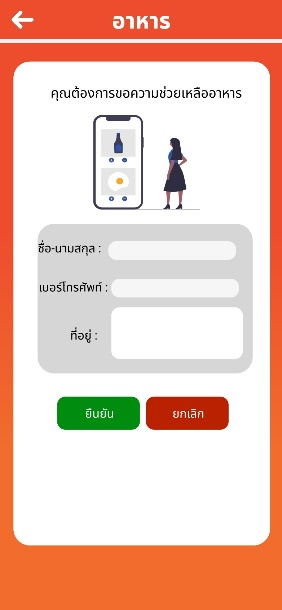 อาหาร
คุณต้องการขอความช่วยเหลืออาหาร
ชื่อ-นามสกุล :
เบอร์โทรศัพท์ :
ที่อยู่ :
ยืนยัน ยกเลิก